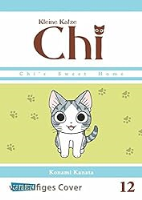 Kleine Katze
Chi
Chi's Sweet Home
Konami Kanata
vorläufiges Cover
12